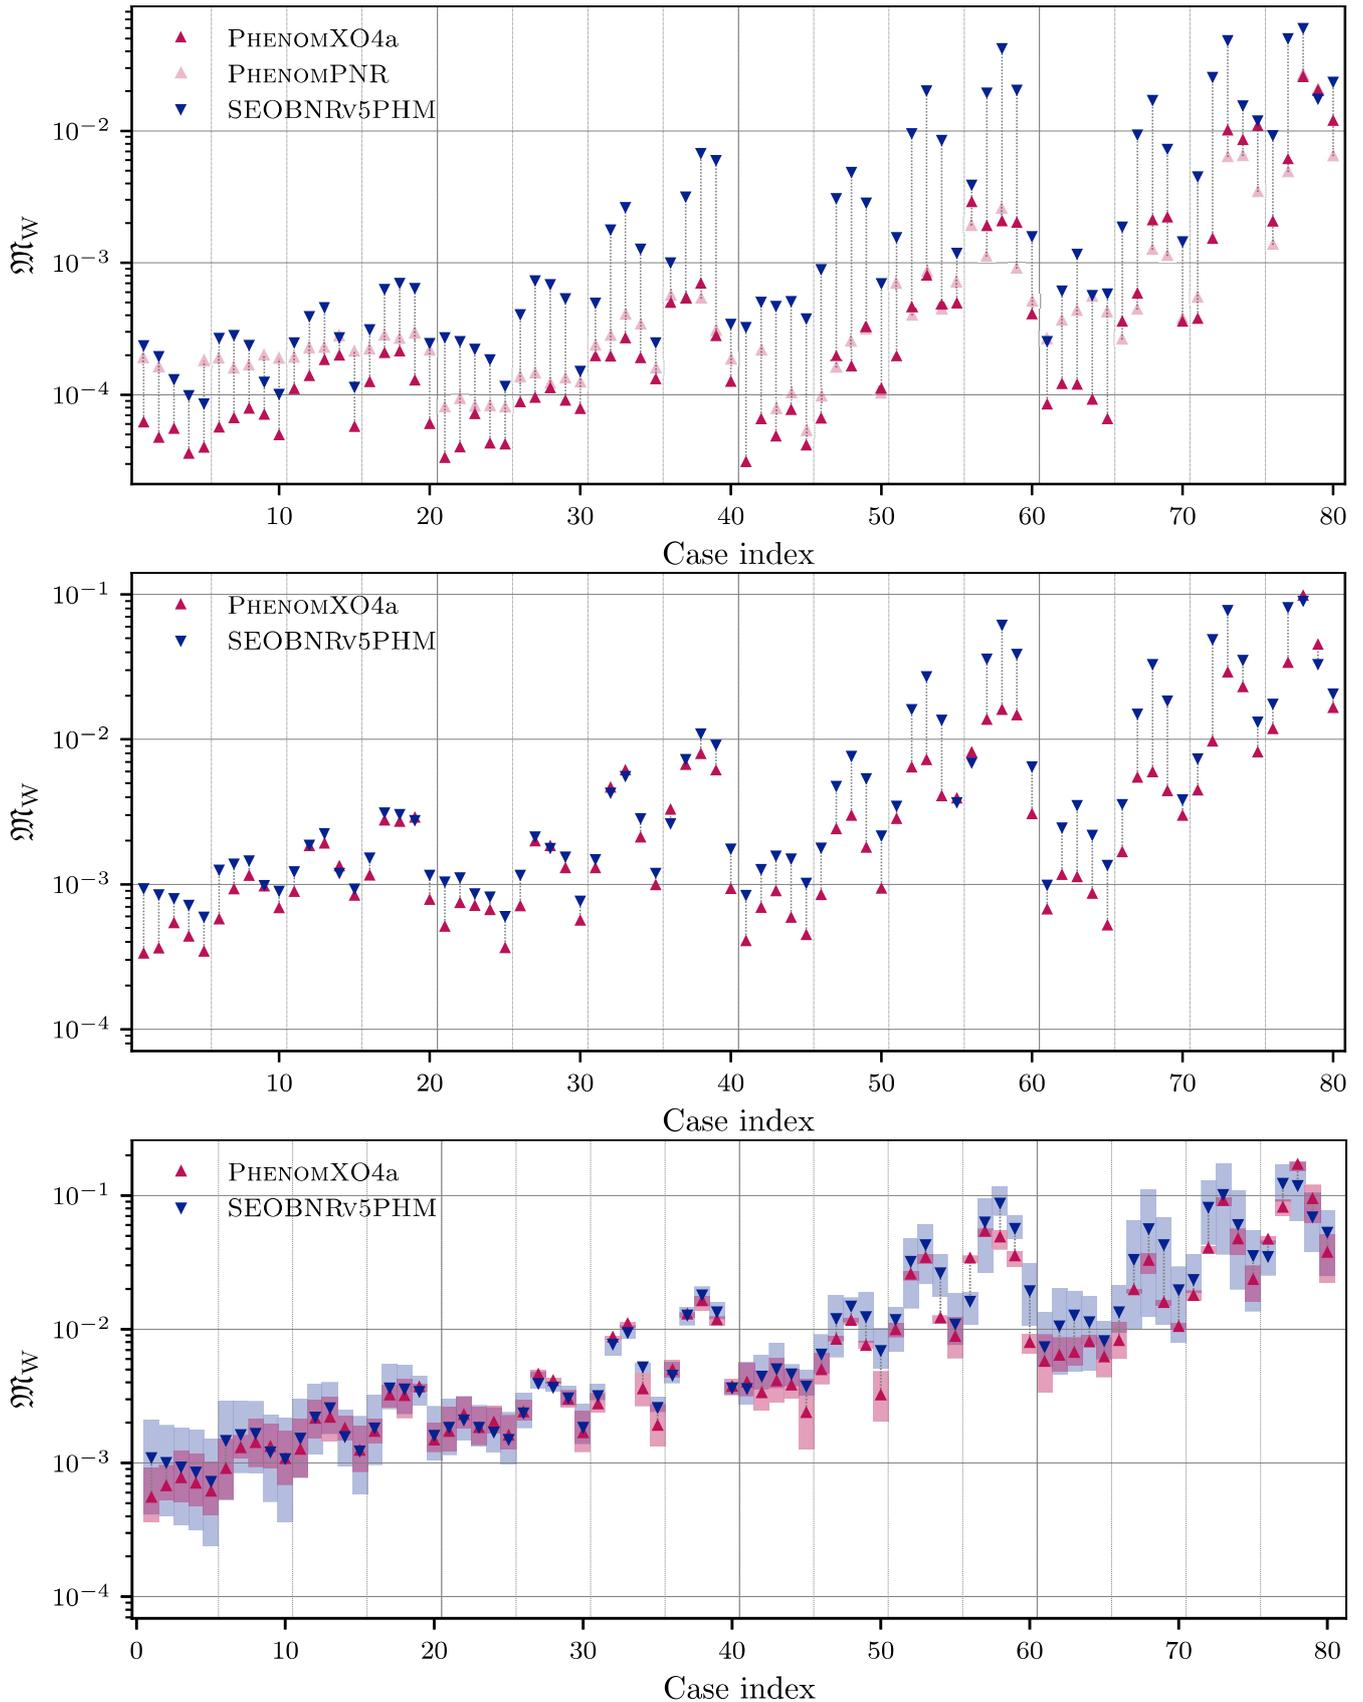 PhenomXO4a
PhenomPNR
SEOBNRv5PHM
10⁻²
10⁻³
10⁻⁴
𝔐_W
10 20 30 40 50 60 70 80
Case index
PhenomXO4a
SEOBNRv5PHM
10⁻¹
10⁻²
10⁻³
10⁻⁴
𝔐_W
10 20 30 40 50 60 70 80
Case index
PhenomXO4a
SEOBNRv5PHM
10⁻¹
10⁻²
10⁻³
10⁻⁴
𝔐_W
0 10 20 30 40 50 60 70 80
Case index